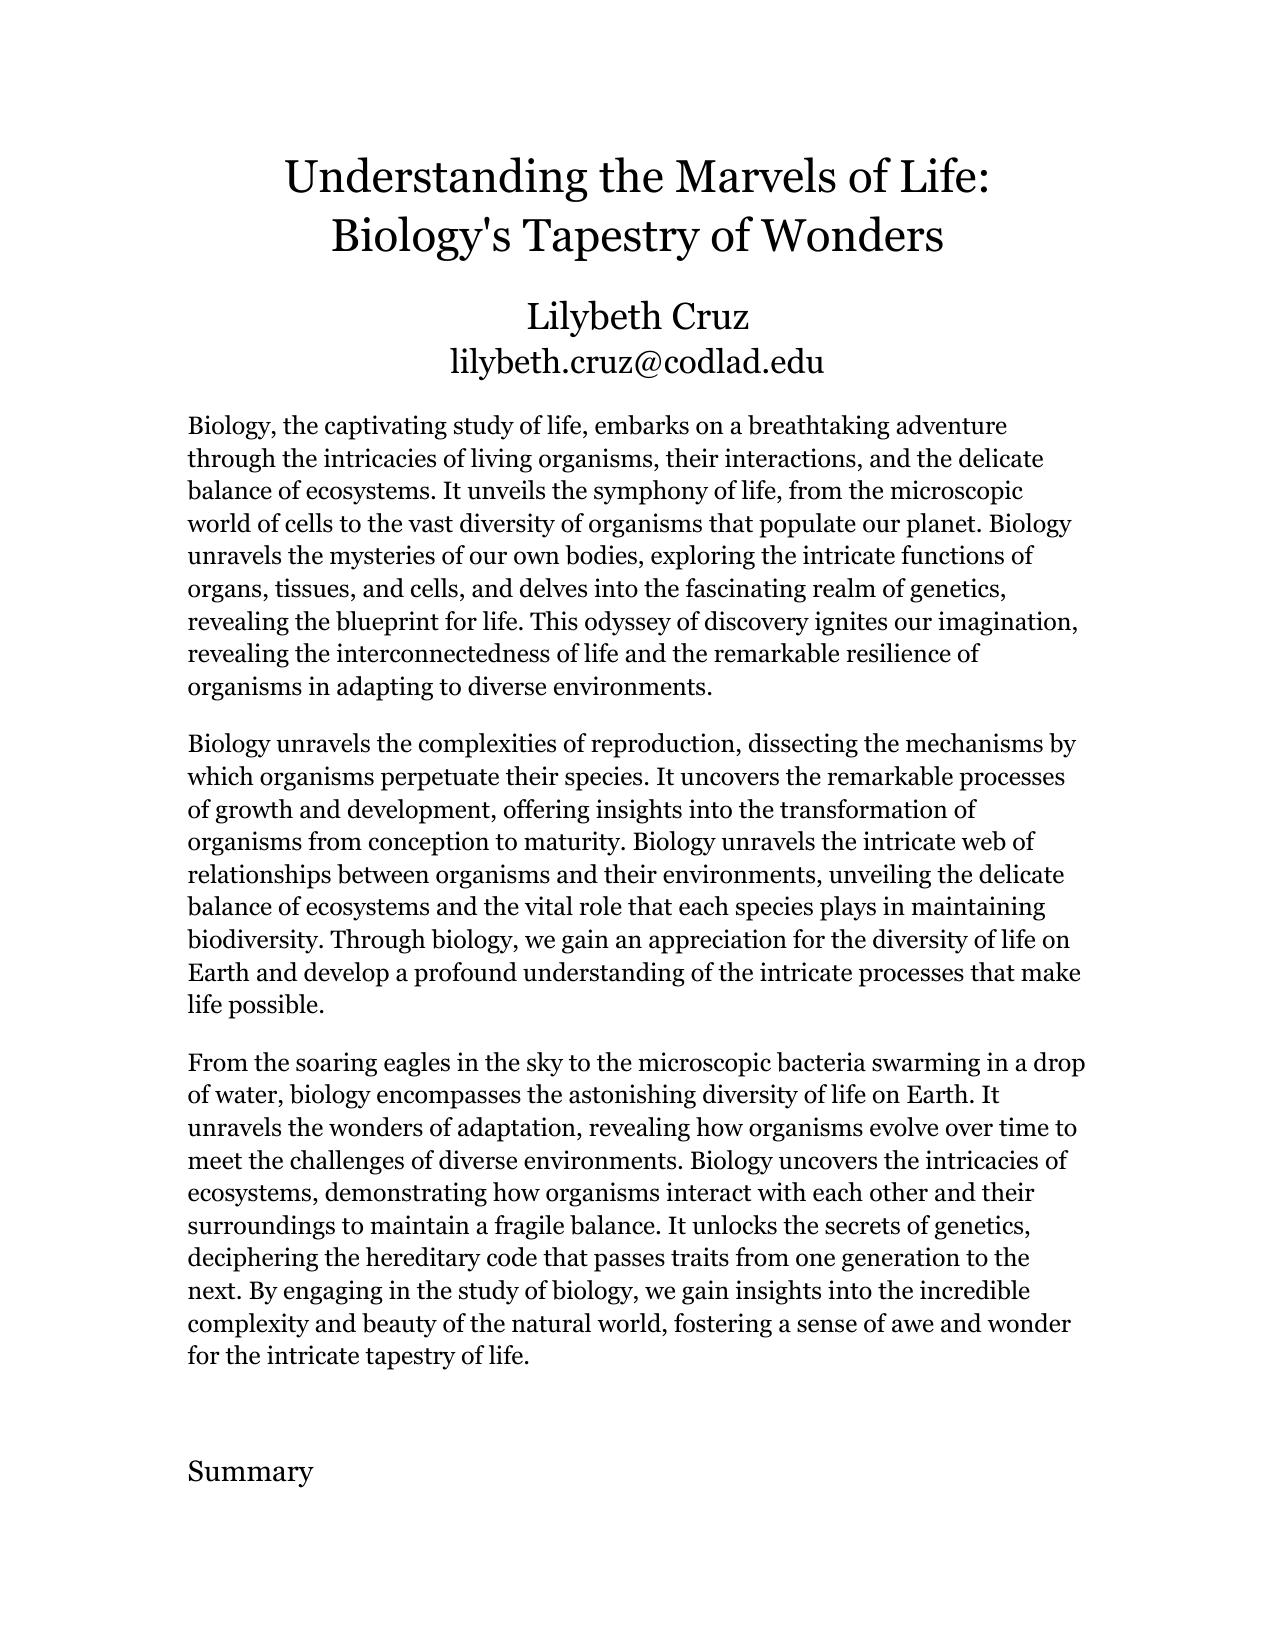 Understanding the Marvels of Life:
Biology's Tapestry of Wonders
Lilybeth Cruz
lilybeth.cruz@codlad.edu
Biology, the captivating study of life, embarks on a breathtaking adventure
through the intricacies of living organisms, their interactions, and the delicate
balance of ecosystems. It unveils the symphony of life, from the microscopic
world of cells to the vast diversity of organisms that populate our planet. Biology
unravels the mysteries of our own bodies, exploring the intricate functions of
organs, tissues, and cells, and delves into the fascinating realm of genetics,
revealing the blueprint for life. This odyssey of discovery ignites our imagination,
revealing the interconnectedness of life and the remarkable resilience of
organisms in adapting to diverse environments.
Biology unravels the complexities of reproduction, dissecting the mechanisms by
which organisms perpetuate their species. It uncovers the remarkable processes
of growth and development, offering insights into the transformation of
organisms from conception to maturity. Biology unravels the intricate web of
relationships between organisms and their environments, unveiling the delicate
balance of ecosystems and the vital role that each species plays in maintaining
biodiversity. Through biology, we gain an appreciation for the diversity of life on
Earth and develop a profound understanding of the intricate processes that make
life possible.
From the soaring eagles in the sky to the microscopic bacteria swarming in a drop
of water, biology encompasses the astonishing diversity of life on Earth. It
unravels the wonders of adaptation, revealing how organisms evolve over time to
meet the challenges of diverse environments. Biology uncovers the intricacies of
ecosystems, demonstrating how organisms interact with each other and their
surroundings to maintain a fragile balance. It unlocks the secrets of genetics,
deciphering the hereditary code that passes traits from one generation to the
next. By engaging in the study of biology, we gain insights into the incredible
complexity and beauty of the natural world, fostering a sense of awe and wonder
for the intricate tapestry of life.
Summary